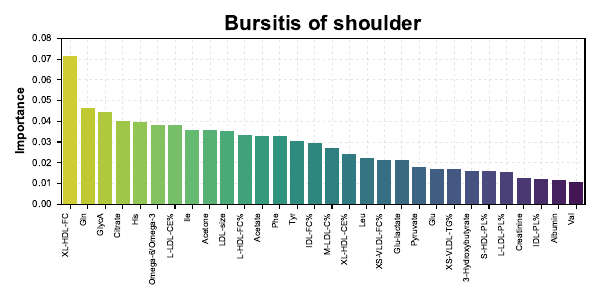 Bursitis of shoulder
Importance
0.08
0.07
0.06
0.05
0.04
0.03
0.02
0.01
0.00
XL-HDL-FC
Gln
GlycA
Citrate
His
Omega-6/Omega-3
L-LDL-CE%
Ile
Acetone
LDL-size
L-HDL-FC%
Acetate
Phe
Tyr
IDL-FC%
M-LDL-C%
XL-HDL-CE%
Leu
XS-VLDL-FC%
Glu-lactate
Pyruvate
Glu
XS-VLDL-TG%
3-Hydroxybutyrate
S-HDL-PL%
L-LDL-PL%
Creatinine
IDL-PL%
Albumin
Val